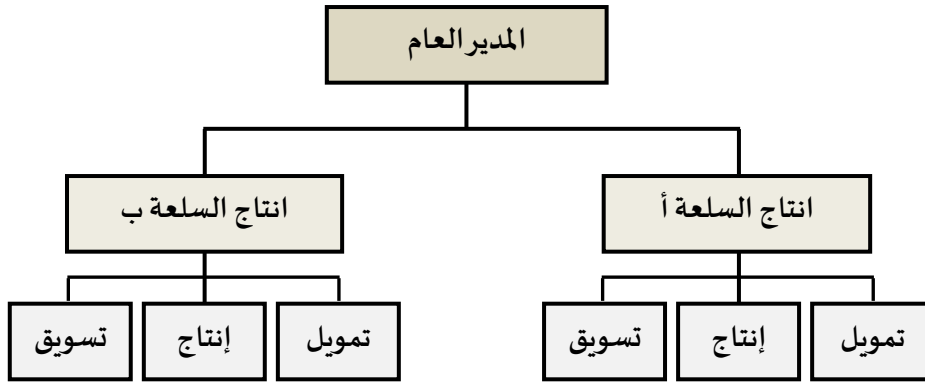 المدير العام
انتاج السلعة أ
انتاج السلعة ب
تمويل
إنتاج
تسويق
تمويل
إنتاج
تسويق